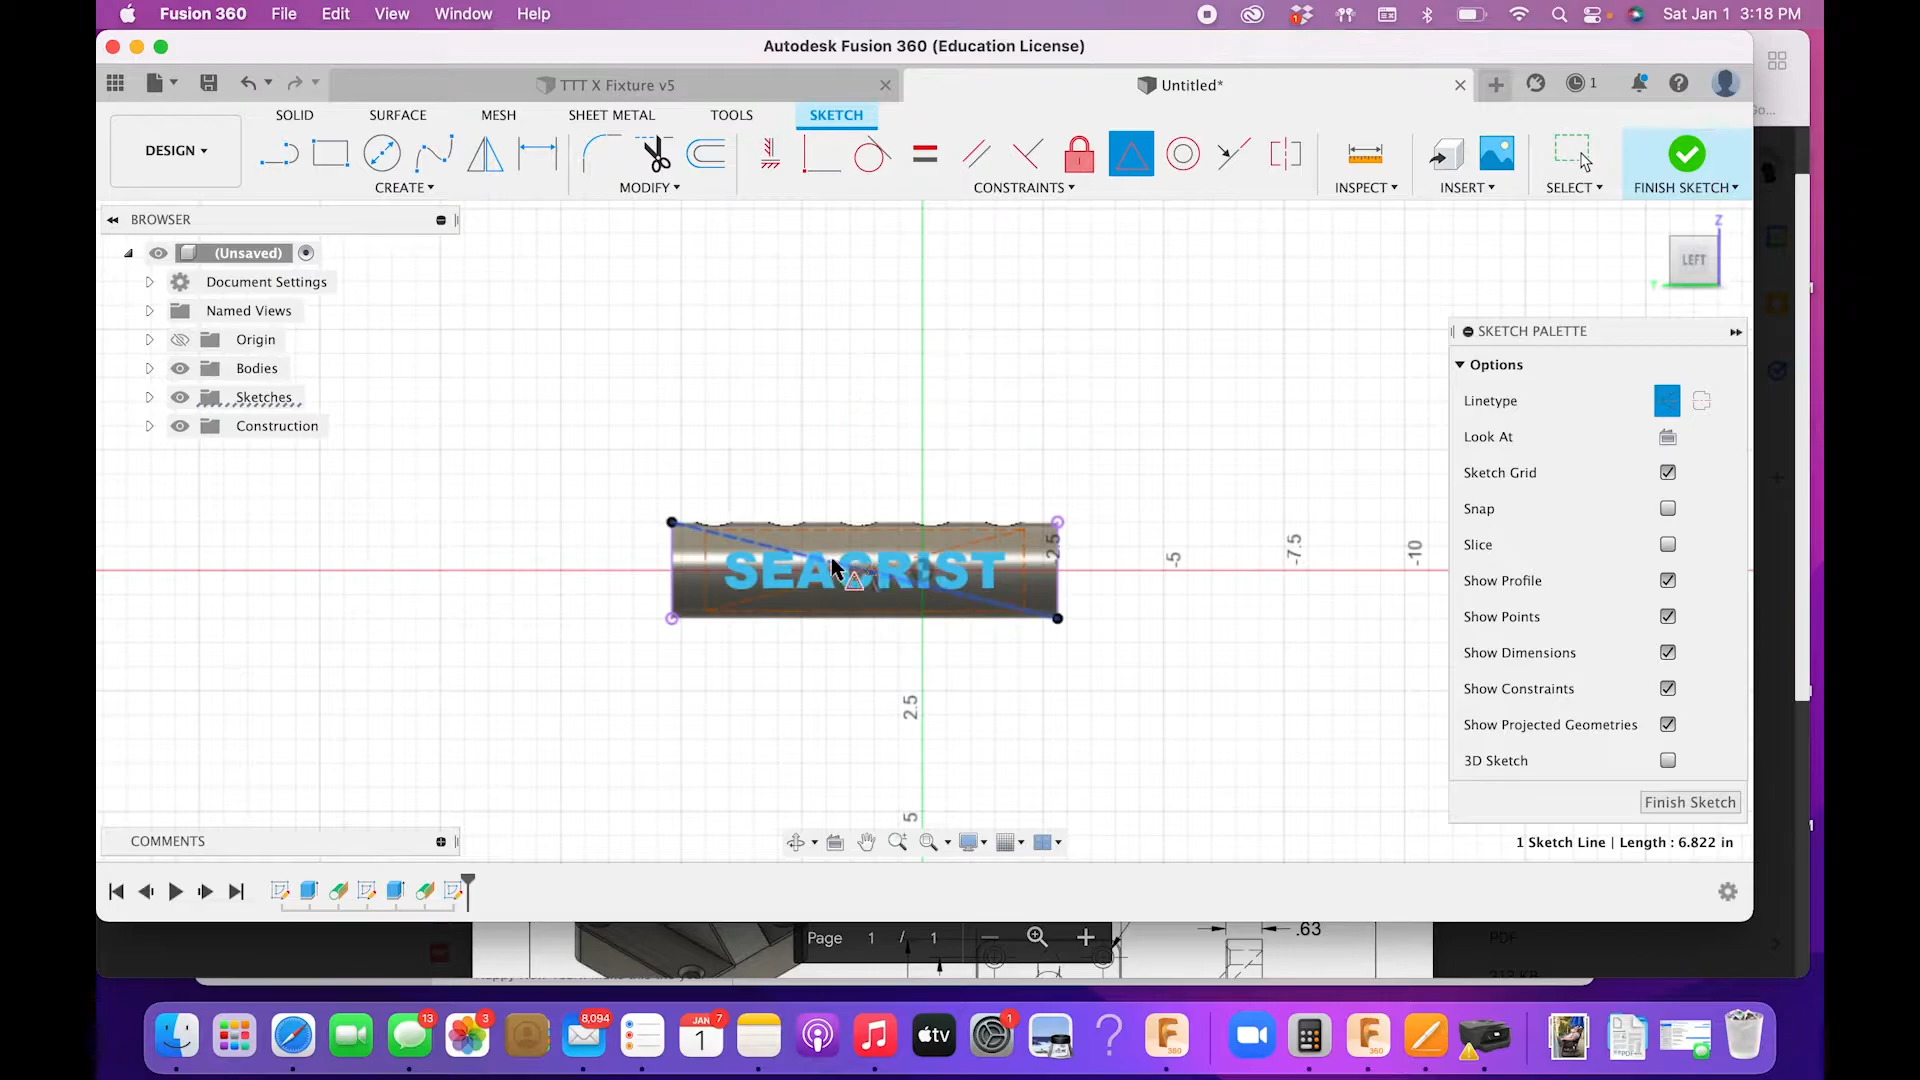 Fusion 360 File Edit View Window Help
Sat Jan 1 3:18 PM
Autodesk Fusion 360 (Education License)
TTT X Fixture v5
Untitled*
1
SOLID SURFACE MESH SHEET METAL TOOLS SKETCH
DESIGN
CREATE MODIFY CONSTRAINTS INSPECT INSERT SELECT FINISH SKETCH
BROWSER
(Unsaved)
Document Settings
Named Views
Origin
Bodies
Sketches
Construction
Z
LEFT
Y
SKETCH PALETTE
Options
Linetype
Look At
Sketch Grid
Snap
Slice
Show Profile
Show Points
Show Dimensions
Show Constraints
Show Projected Geometries
3D Sketch
Finish Sketch
SEACRIST
-2.5
-5
-7.5
-10
2.5
5
COMMENTS
1 Sketch Line | Length : 6.822 in
Page 1 / 1
.63
PDF
1
13
3
8,094
JAN 7
1
tv
1
360
360